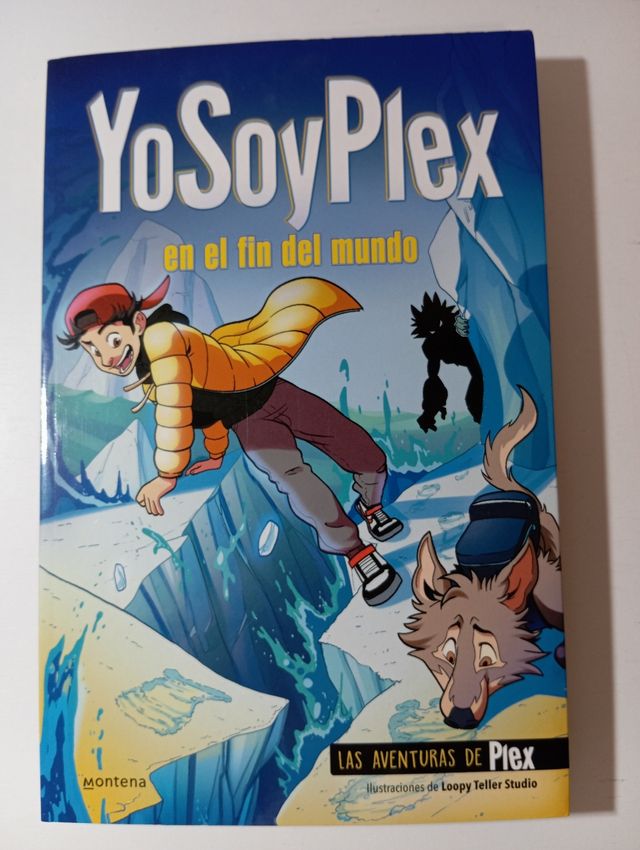 YoSoyPlex
en el fin del mundo
LAS AVENTURAS DE Plex
Ilustraciones de Loopy Teller Studio
montena